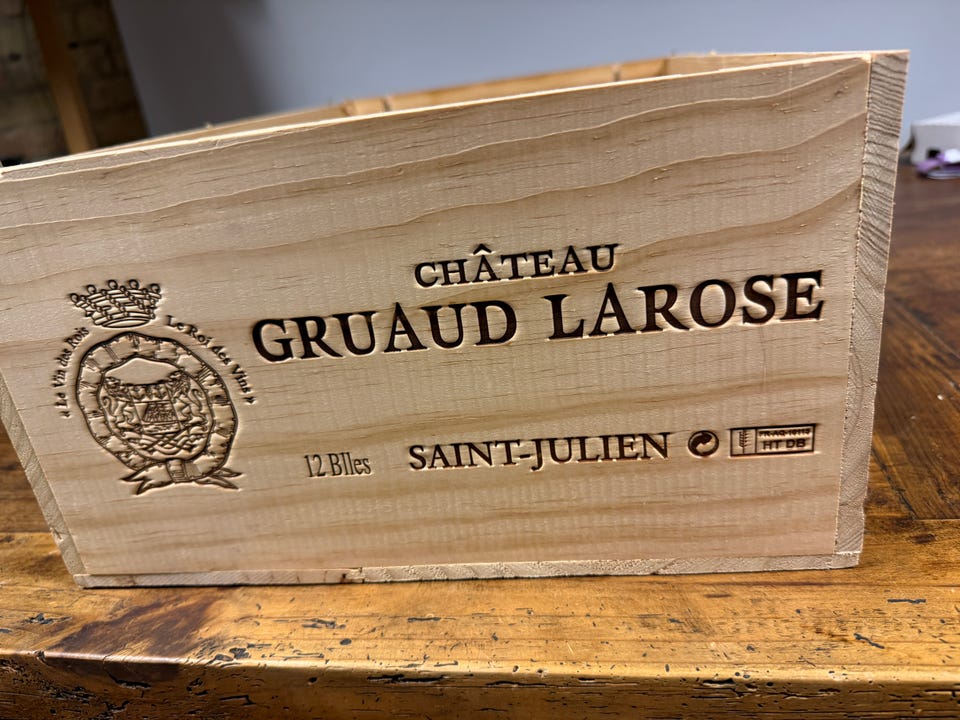 CHÂTEAU
GRUAUD LAROSE
« Le Vin des Rois
Le Roi des Vins »
12 Blles
SAINT-JULIEN
HT DB